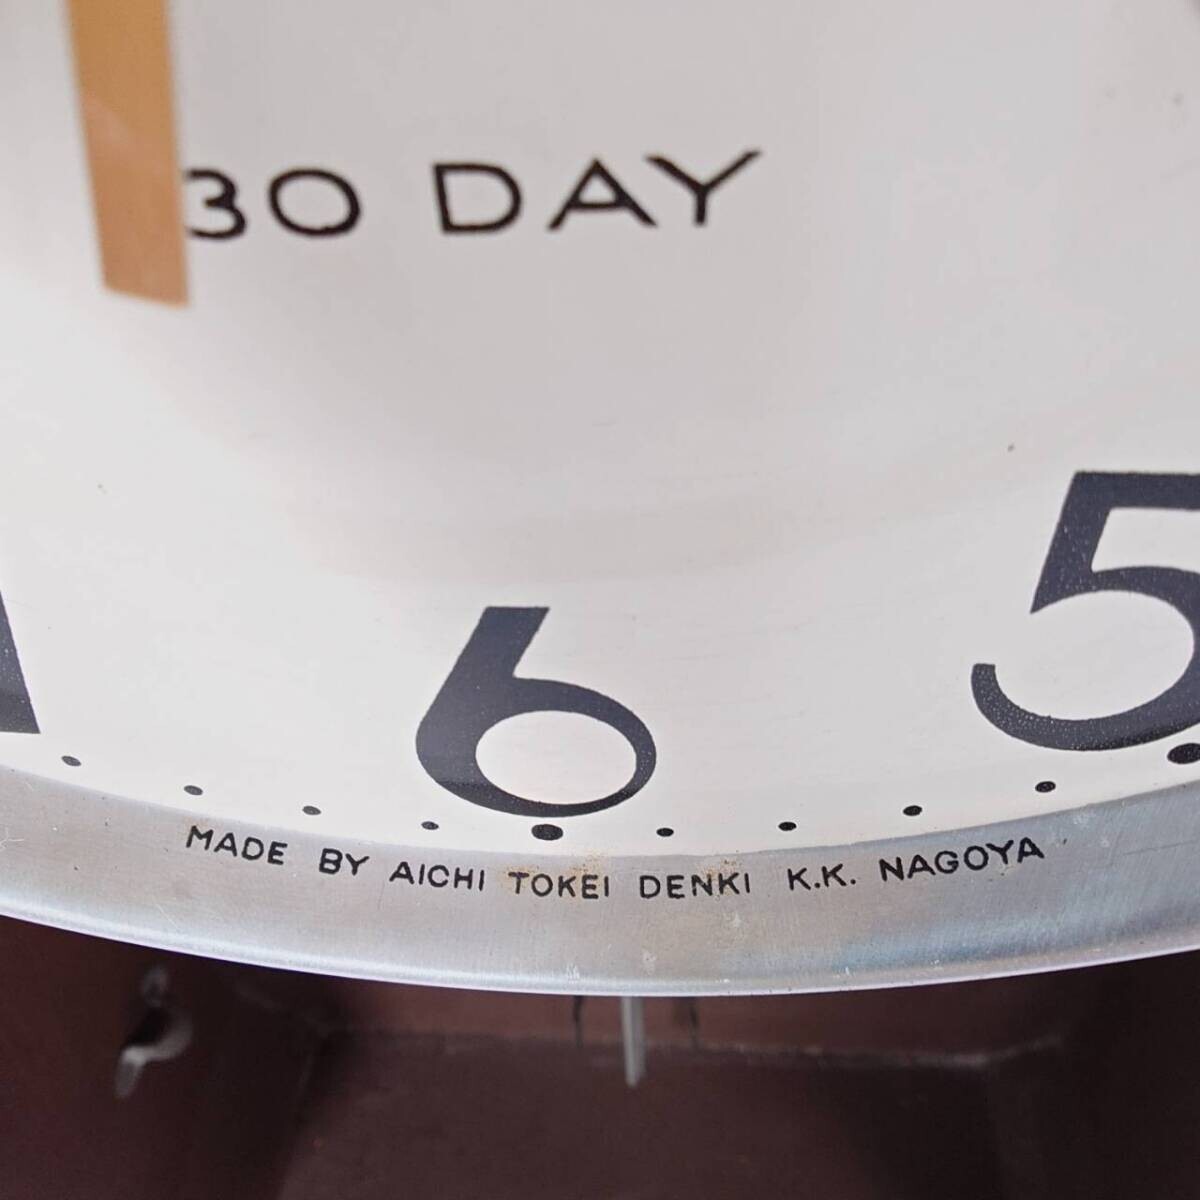 30 DAY
5
6
MADE BY AICHI TOKEI DENKI K.K. NAGOYA